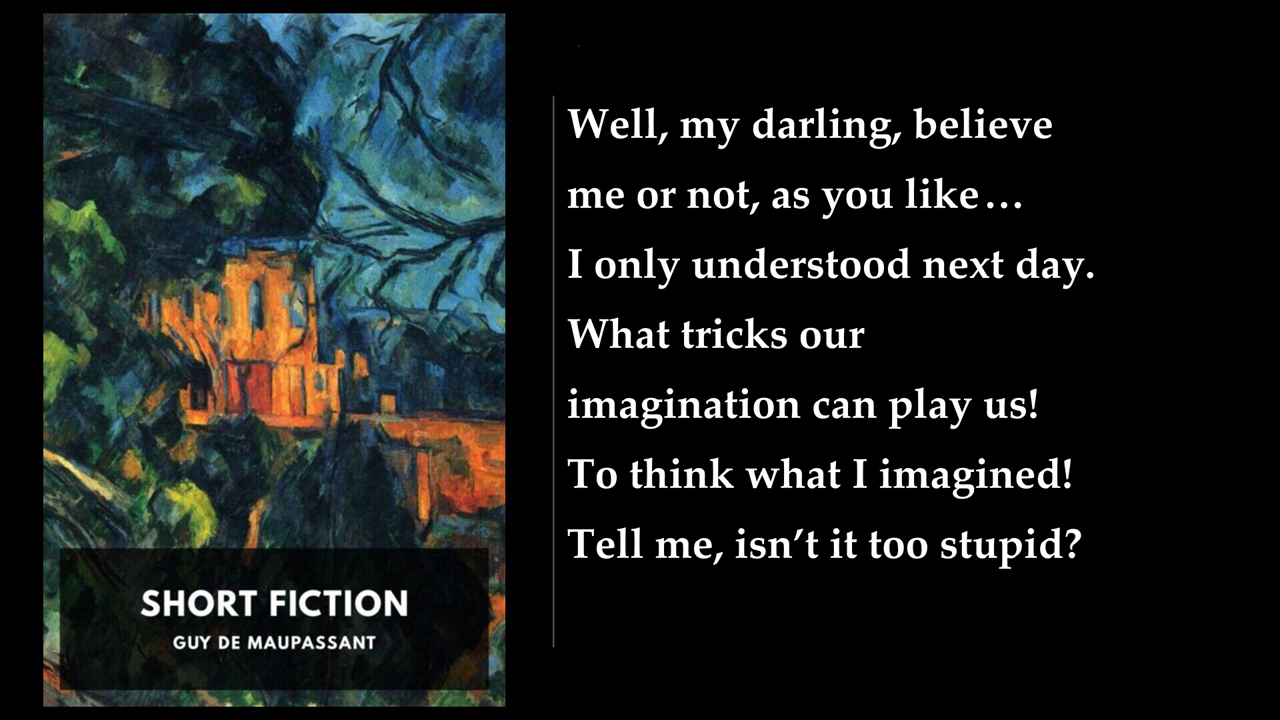 SHORT FICTION
GUY DE MAUPASSANT
Well, my darling, believe
me or not, as you like…
I only understood next day.
What tricks our
imagination can play us!
To think what I imagined!
Tell me, isn’t it too stupid?